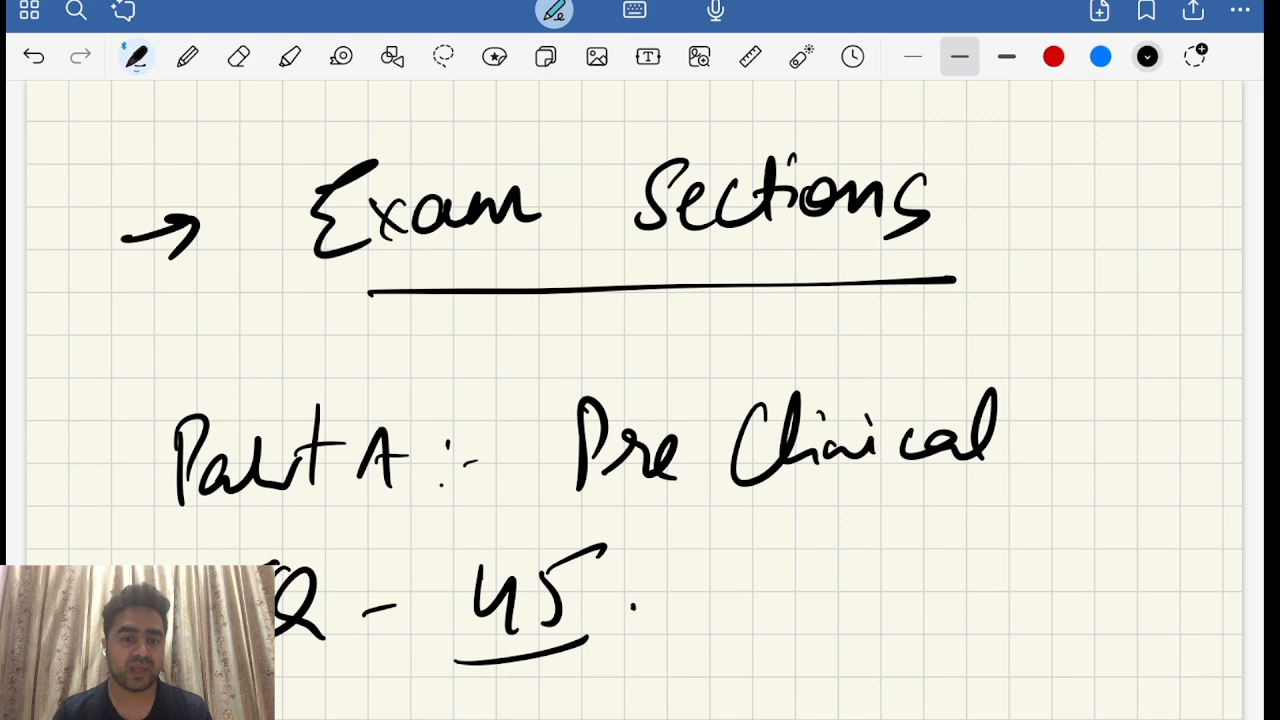 → Exam Sections
Part A :- Pre Clinical
Q - 45 .